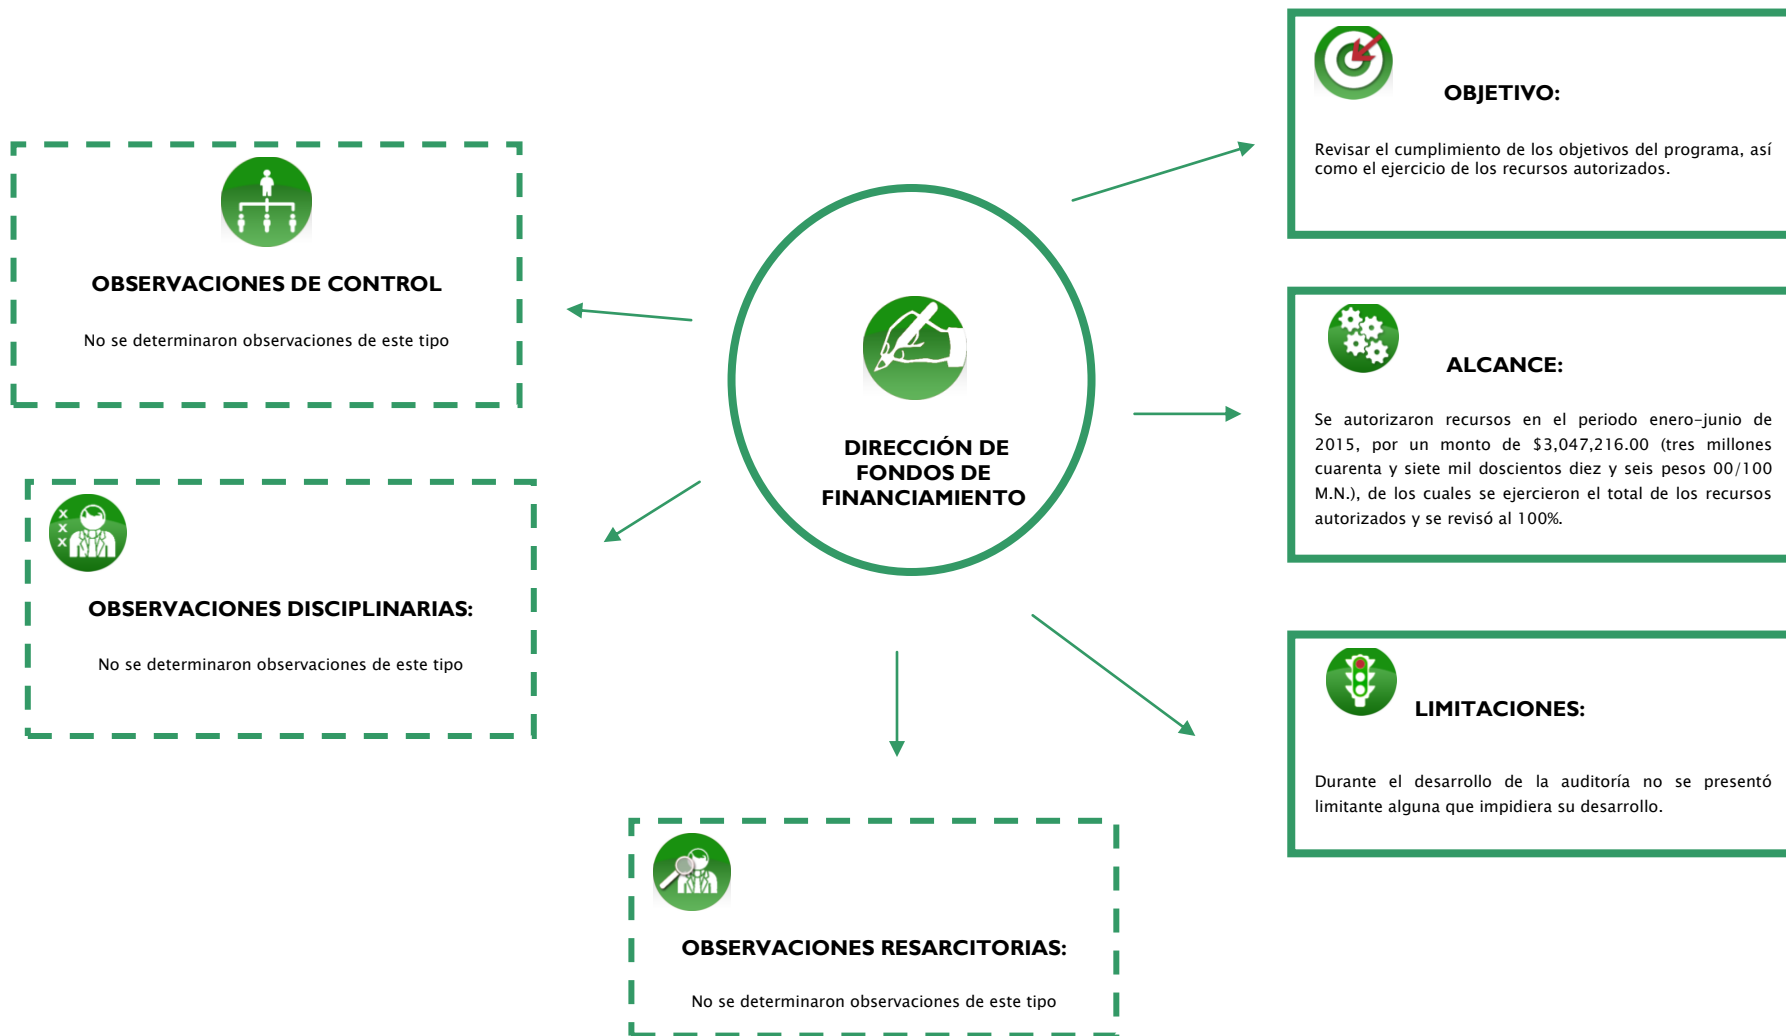 OBJETIVO:
Revisar el cumplimiento de los objetivos del programa, así
como el ejercicio de los recursos autorizados.
OBSERVACIONES DE CONTROL
No se determinaron observaciones de este tipo
DIRECCIÓN DE
FONDOS DE
FINANCIAMIENTO
ALCANCE:
Se autorizaron recursos en el periodo enero-junio de
2015, por un monto de $3,047,216.00 (tres millones
cuarenta y siete mil doscientos diez y seis pesos 00/100
M.N.), de los cuales se ejercieron el total de los recursos
autorizados y se revisó al 100%.
OBSERVACIONES DISCIPLINARIAS:
No se determinaron observaciones de este tipo
LIMITACIONES:
Durante el desarrollo de la auditoría no se presentó
limitante alguna que impidiera su desarrollo.
OBSERVACIONES RESARCITORIAS:
No se determinaron observaciones de este tipo